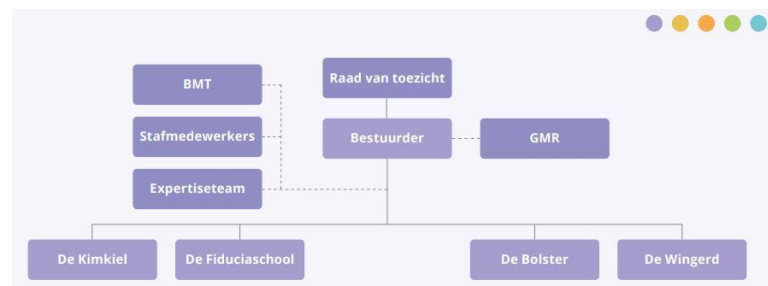 BMT
Raad van toezicht
Stafmedewerkers
Bestuurder
GMR
Expertiseteam
De Kimkiel
De Fiduciaschool
De Bolster
De Wingerd